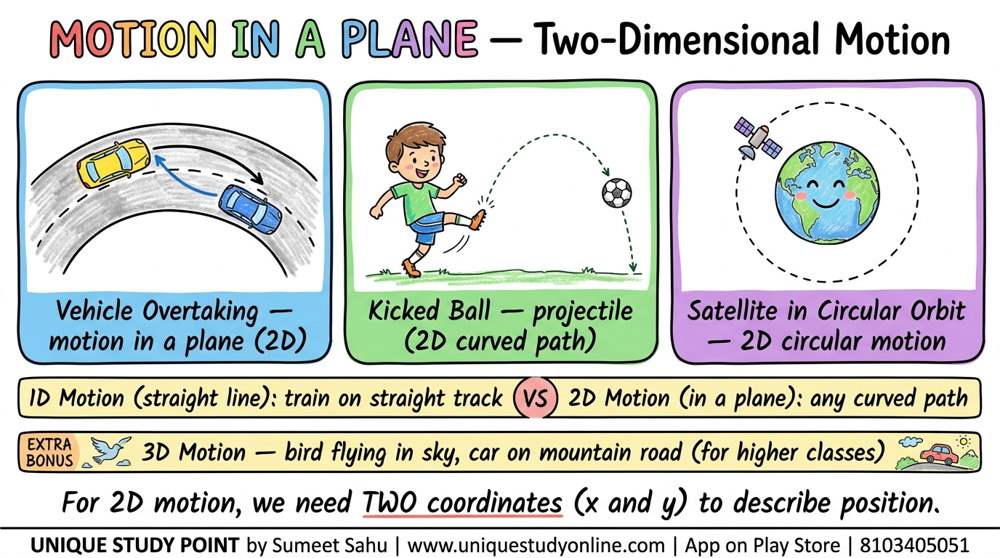 MOTION IN A PLANE — Two-Dimensional Motion
Vehicle Overtaking —
motion in a plane (2D)
Kicked Ball — projectile
(2D curved path)
Satellite in Circular Orbit
— 2D circular motion
1D Motion (straight line): train on straight track VS 2D Motion (in a plane): any curved path
EXTRA
BONUS
3D Motion — bird flying in sky, car on mountain road (for higher classes)
For 2D motion, we need TWO coordinates (x and y) to describe position.
UNIQUE STUDY POINT by Sumeet Sahu | www.uniquestudyonline.com | App on Play Store | 8103405051